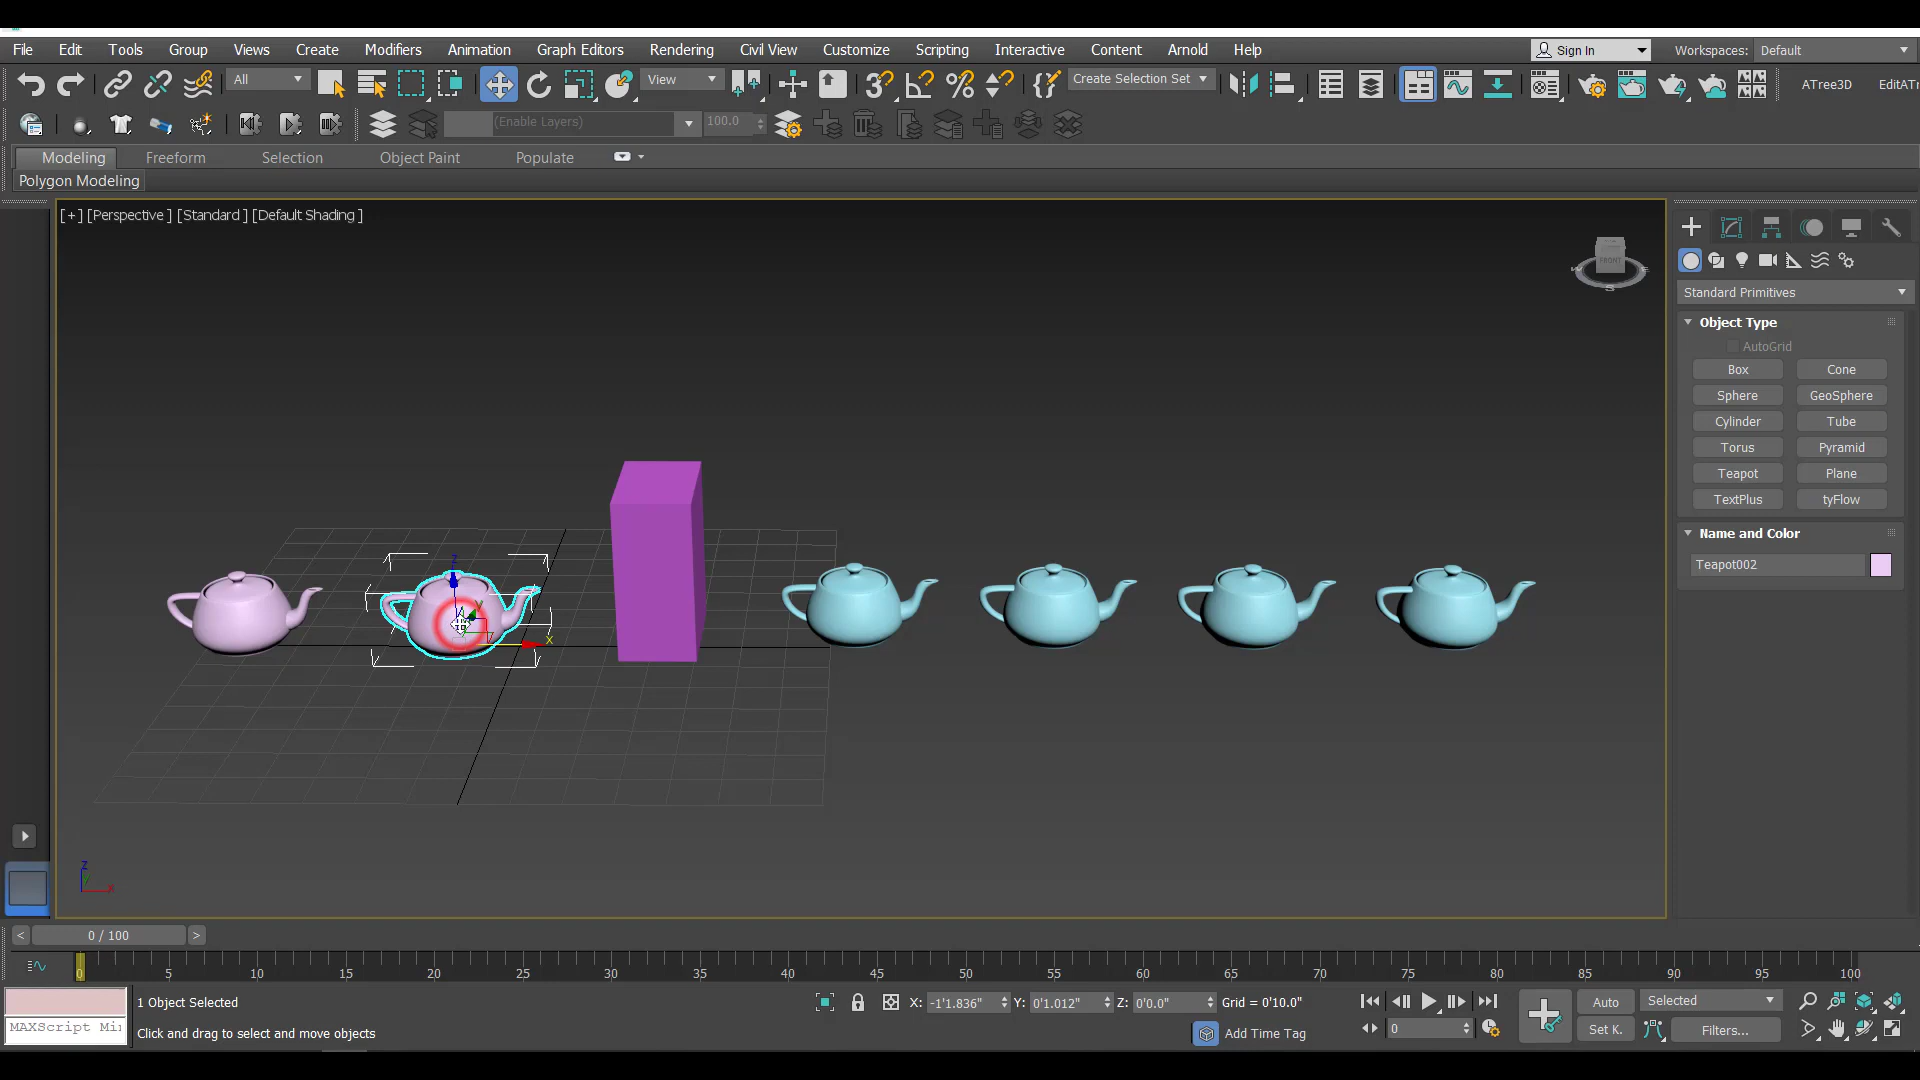 File Edit Tools Group Views Create Modifiers Animation Graph Editors Rendering Civil View Customize Scripting Interactive Content Arnold Help Sign In Workspaces: Default
All View 3 Create Selection Set ATree3D
(Enable Layers) 100.0
Modeling Freeform Selection Object Paint Populate
Polygon Modeling
[+] [Perspective ] [Standard ] [Default Shading ]
FRONT
S
Standard Primitives
Object Type
AutoGrid
Box Cone
Sphere GeoSphere
Cylinder Tube
Torus Pyramid
Teapot Plane
TextPlus tyFlow
Name and Color
Teapot002
z
y
x
z
y
x
< 0 / 100 >
0 5 10 15 20 25 30 35 40 45 50 55 60 65 70 75 80 85 90 95 100
1 Object Selected X: -1'1.836" Y: 0'1.012" Z: 0'0.0" Grid = 0'10.0" Auto Selected
MAXScript Mi Click and drag to select and move objects Add Time Tag 0 Set K. Filters...